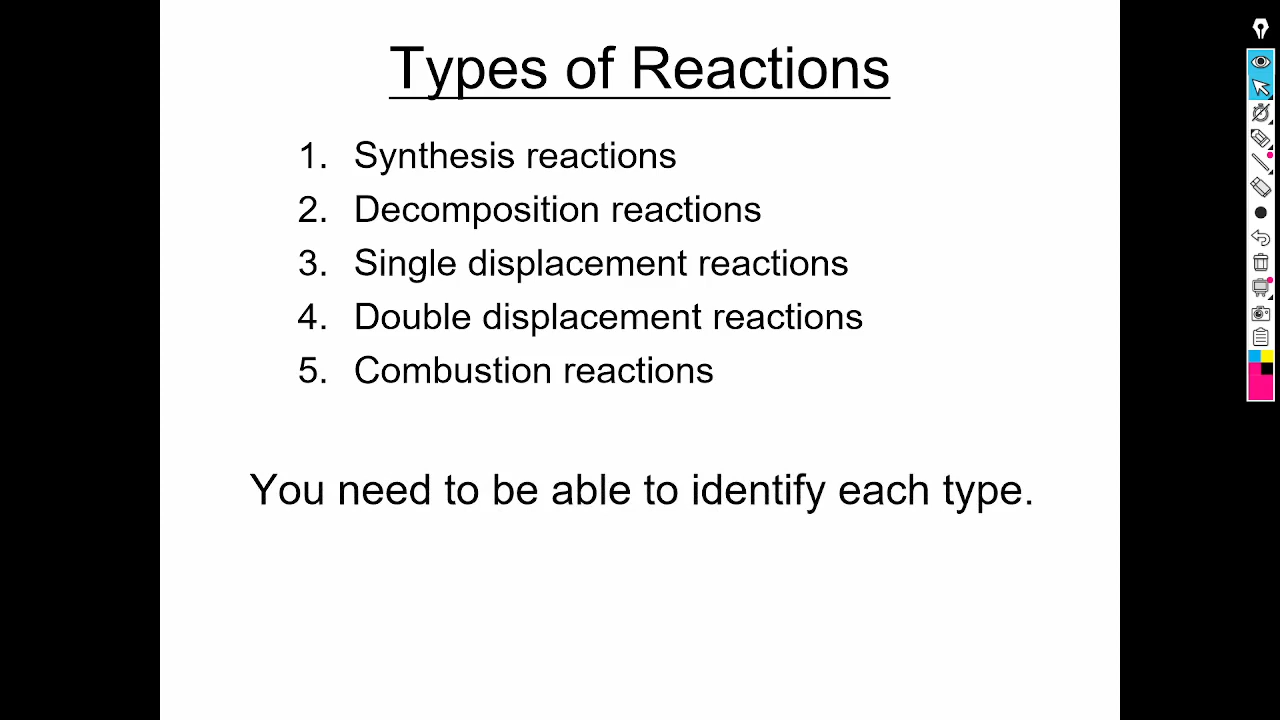 Types of Reactions
1. Synthesis reactions
2. Decomposition reactions
3. Single displacement reactions
4. Double displacement reactions
5. Combustion reactions
You need to be able to identify each type.